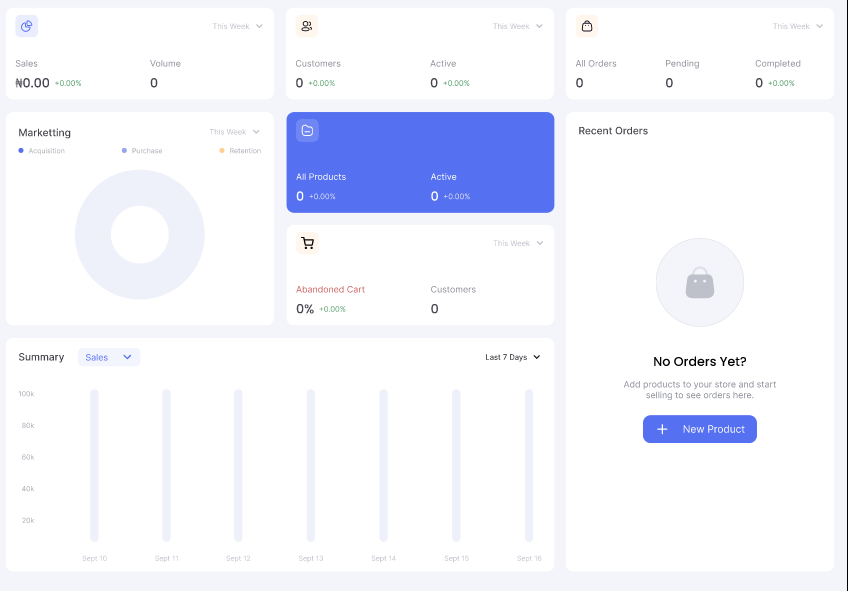 This Week
Sales Volume
₦0.00 +0.00% 0
This Week
Customers Active
0 +0.00% 0 +0.00%
This Week
All Orders Pending Completed
0 0 0 +0.00%
Marketting This Week
Acquisition Purchase Retention
All Products Active
0 +0.00% 0 +0.00%
This Week
Abandoned Cart Customers
0% +0.00% 0
Recent Orders
No Orders Yet?
Add products to your store and start
selling to see orders here.
+ New Product
Summary Sales Last 7 Days
100k
80k
60k
40k
20k
Sept 10 Sept 11 Sept 12 Sept 13 Sept 14 Sept 15 Sept 16